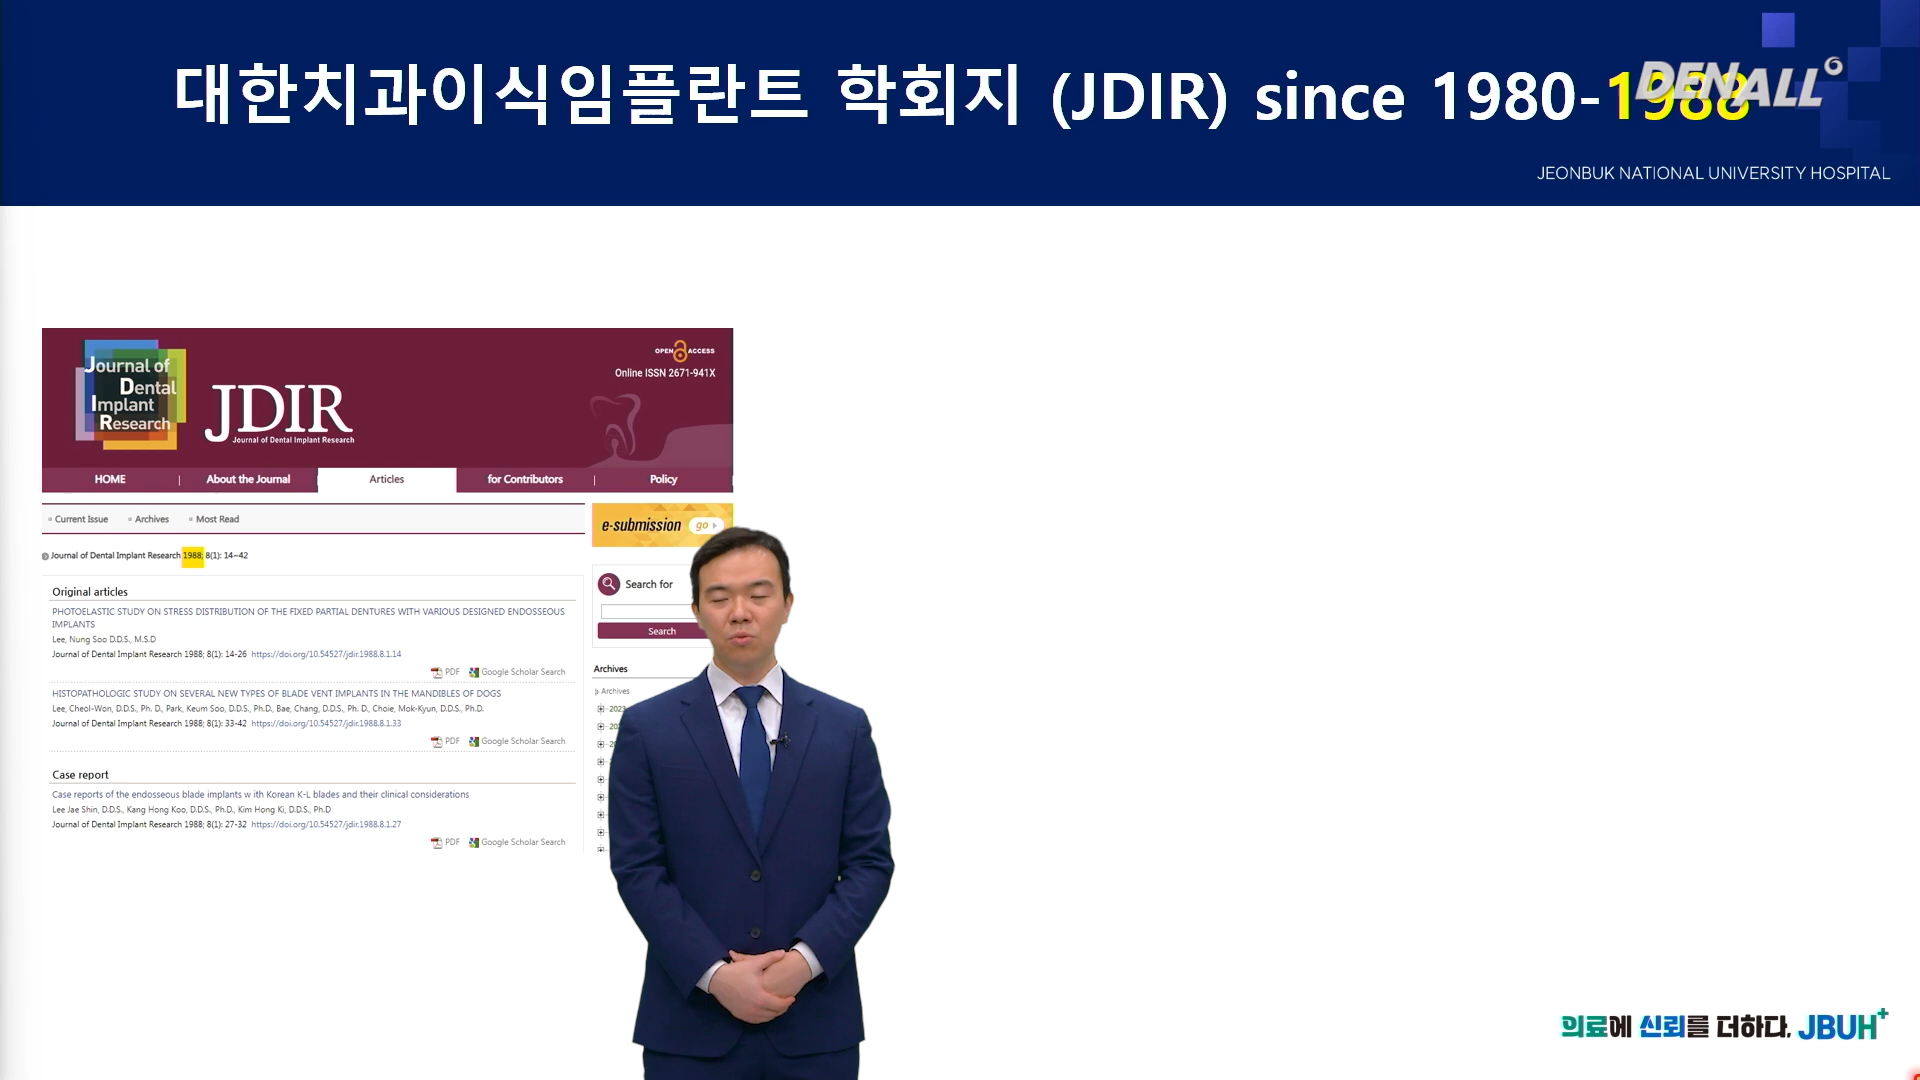 대한치과이식임플란트 학회지 (JDIR) since 1980-1988
DENALL
JEONBUK NATIONAL UNIVERSITY HOSPITAL
Journal of
Dental
Implant
Research
JDIR
Journal of Dental Implant Research
OPEN ACCESS
Online ISSN 2671-941X
HOME | About the Journal Articles for Contributors | Policy
Current Issue Archives Most Read
e-submission go
Journal of Dental Implant Research 1988; 8(1): 14~42
Original articles
PHOTOELASTIC STUDY ON STRESS DISTRIBUTION OF THE FIXED PARTIAL DENTURES WITH VARIOUS DESIGNED ENDOSSEOUS
IMPLANTS
Lee, Nung Soo D.D.S., M.S.D
Journal of Dental Implant Research 1988; 8(1): 14-26 https://doi.org/10.54527/jdir.1988.8.1.14
PDF Google Scholar Search
HISTOPATHOLOGIC STUDY ON SEVERAL NEW TYPES OF BLADE VENT IMPLANTS IN THE MANDIBLES OF DOGS
Lee, Cheol-Won, D.D.S., Ph. D., Park, Keum Soo, D.D.S., Ph.D., Bae, Chang, D.D.S., Ph. D., Choie, Mok-Kyun, D.D.S., Ph.D.
Journal of Dental Implant Research 1988; 8(1): 33-42 https://doi.org/10.54527/jdir.1988.8.1.33
PDF Google Scholar Search
Case report
Case reports of the endosseous blade implants w ith Korean K-L blades and their clinical considerations
Lee Jae Shin, D.D.S., Kang Hong Koo, D.D.S., Ph.D., Kim Hong Ki, D.D.S., Ph.D
Journal of Dental Implant Research 1988; 8(1): 27-32 https://doi.org/10.54527/jdir.1988.8.1.27
PDF Google Scholar Search
Search for
Search
Archives
Archives
2023
의료에 신뢰를 더하다, JBUH+